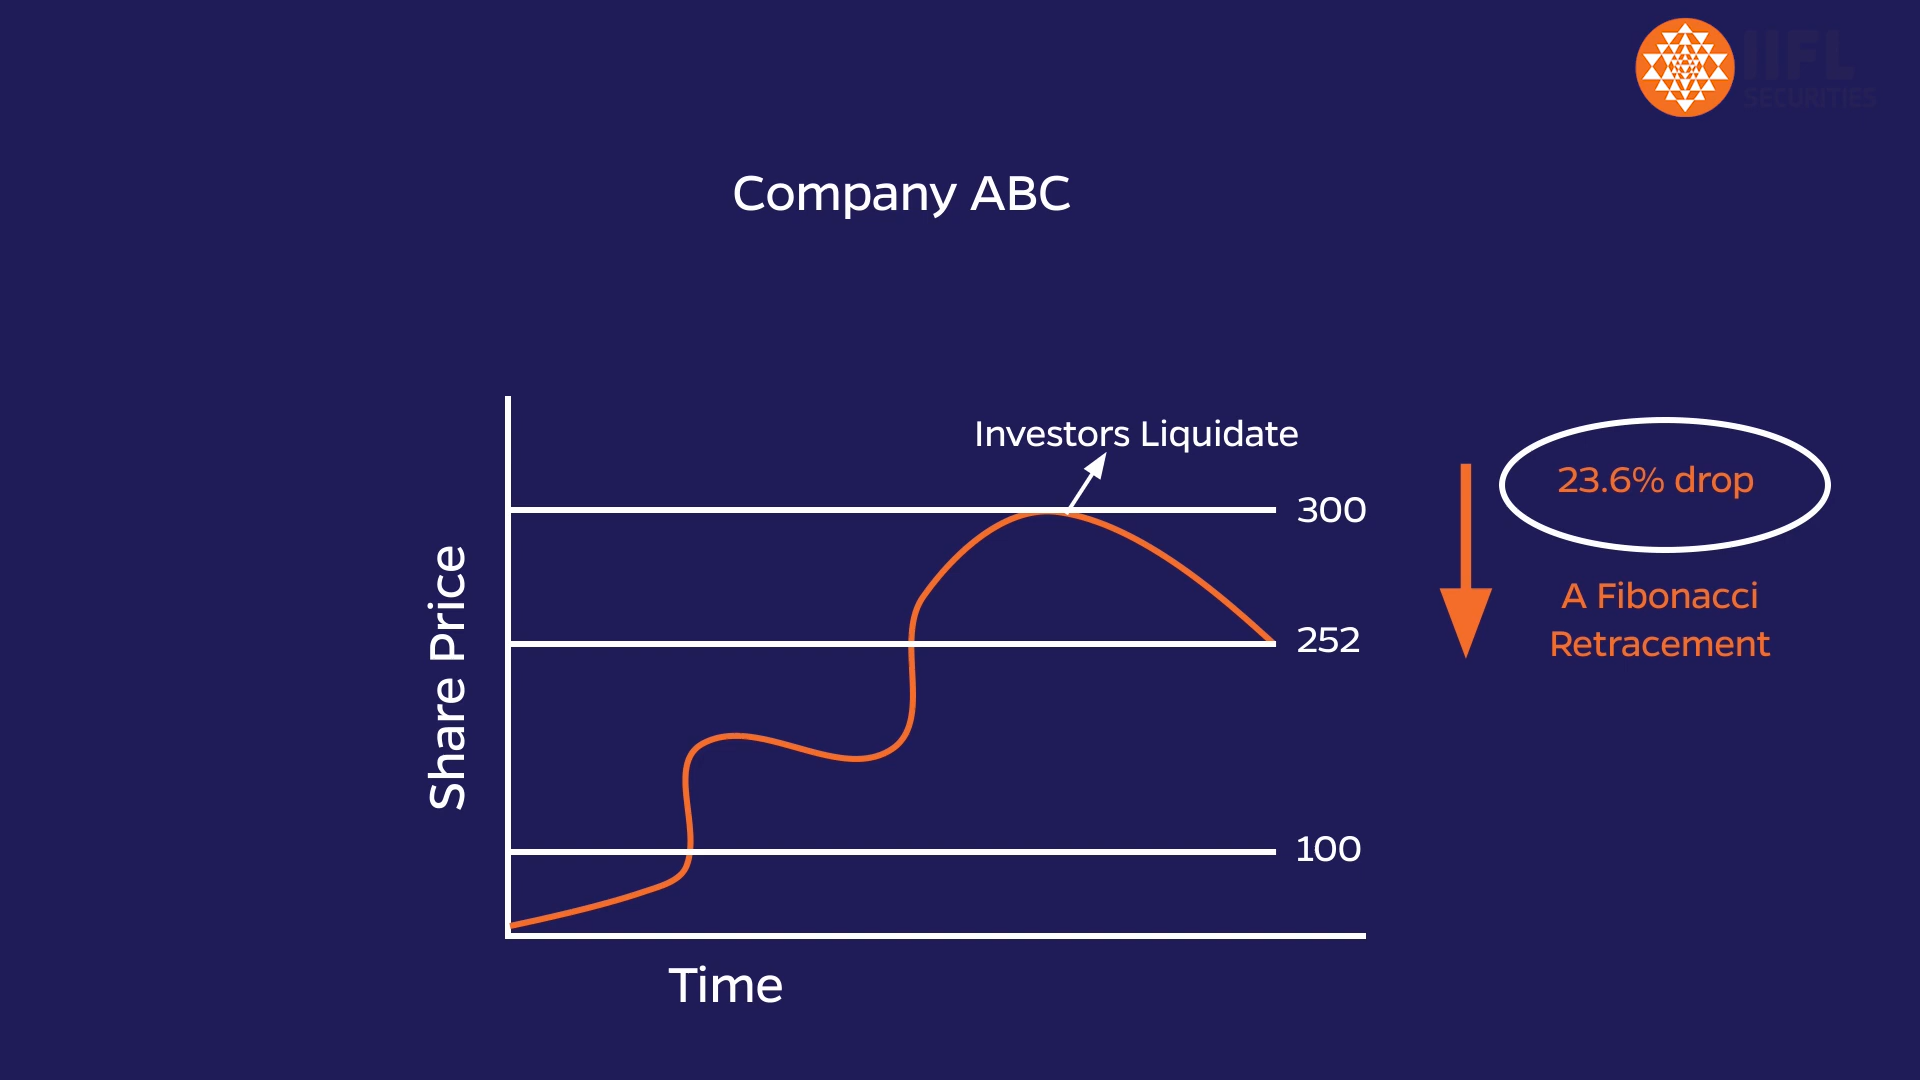 IIFL
SECURITIES
Company ABC
Investors Liquidate
300
252
100
Share Price
Time
23.6% drop
A Fibonacci
Retracement